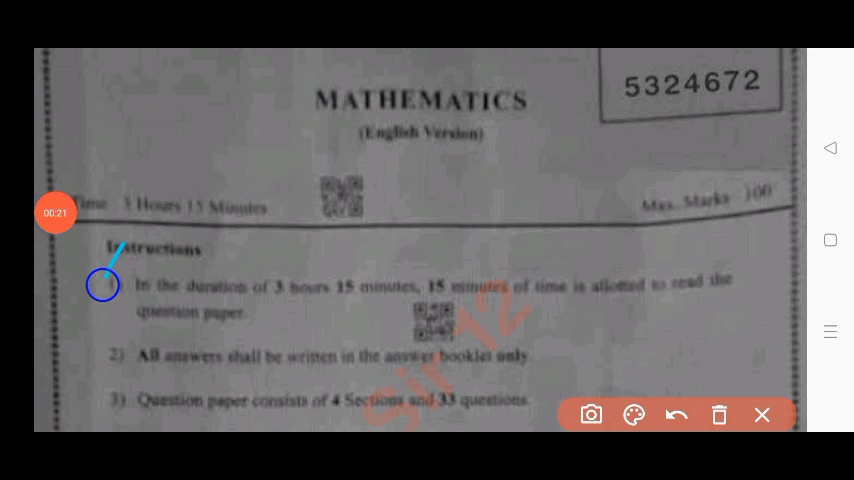 5324672
MATHEMATICS
(English Version)
Time 3 Hours 15 Minutes
Max. Marks 100
00:21
Instructions
1) In the duration of 3 hours 15 minutes, 15 minutes of time is allotted to read the
question paper.
2) All answers shall be written in the answer booklet only
3) Question paper consists of 4 Sections and 33 questions.
Sir 12